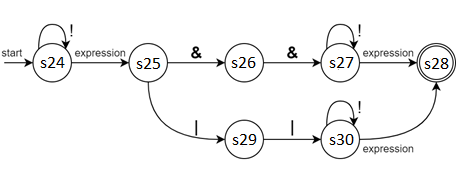 ! ! 
start expression & & expression
s24 s25 s26 s27 s28
!
| |
s29 s30
expression